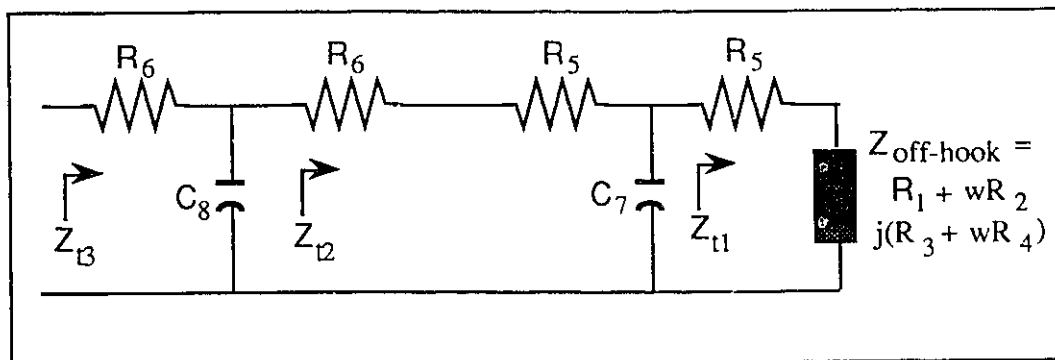 R6
R6
R5
R5
Zt3
C8
Zt2
C7
Zt1
Zoff-hook =
R1 + wR2
j(R3 + wR4)